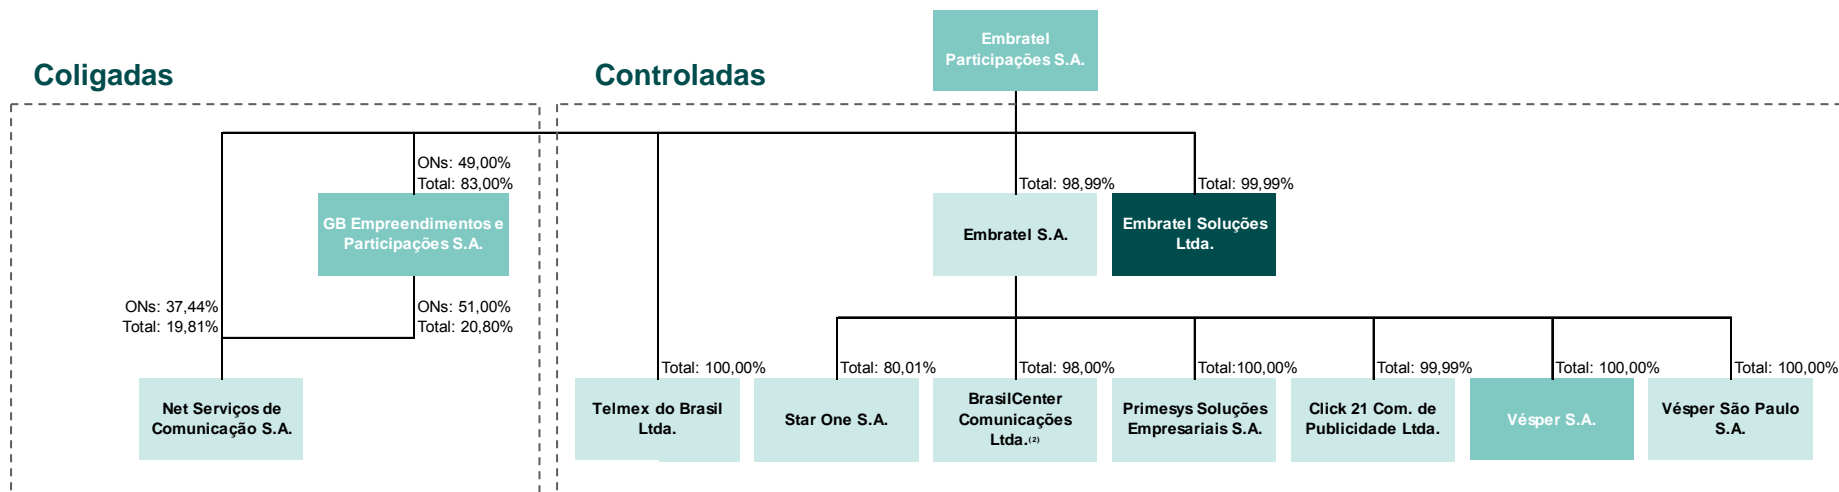 Embratel
Participações S.A.
Coligadas
Controladas
ONs: 49,00%
Total: 83,00%
Total: 98,99%
Total: 99,99%
GB Empreendimentos e
Participações S.A.
Embratel S.A.
Embratel Soluções
Ltda.
ONs: 37,44%
Total: 19,81%
ONs: 51,00%
Total: 20,80%
Total: 100,00%
Total: 80,01%
Total: 98,00%
Total:100,00%
Total: 99,99%
Total: 100,00%
Total: 100,00%
Net Serviços de
Comunicação S.A.
Telmex do Brasil
Ltda.
Star One S.A.
BrasilCenter
Comunicações
Ltda.(2)
Primesys Soluções
Empresariais S.A.
Click 21 Com. de
Publicidade Ltda.
Vésper S.A.
Vésper São Paulo
S.A.